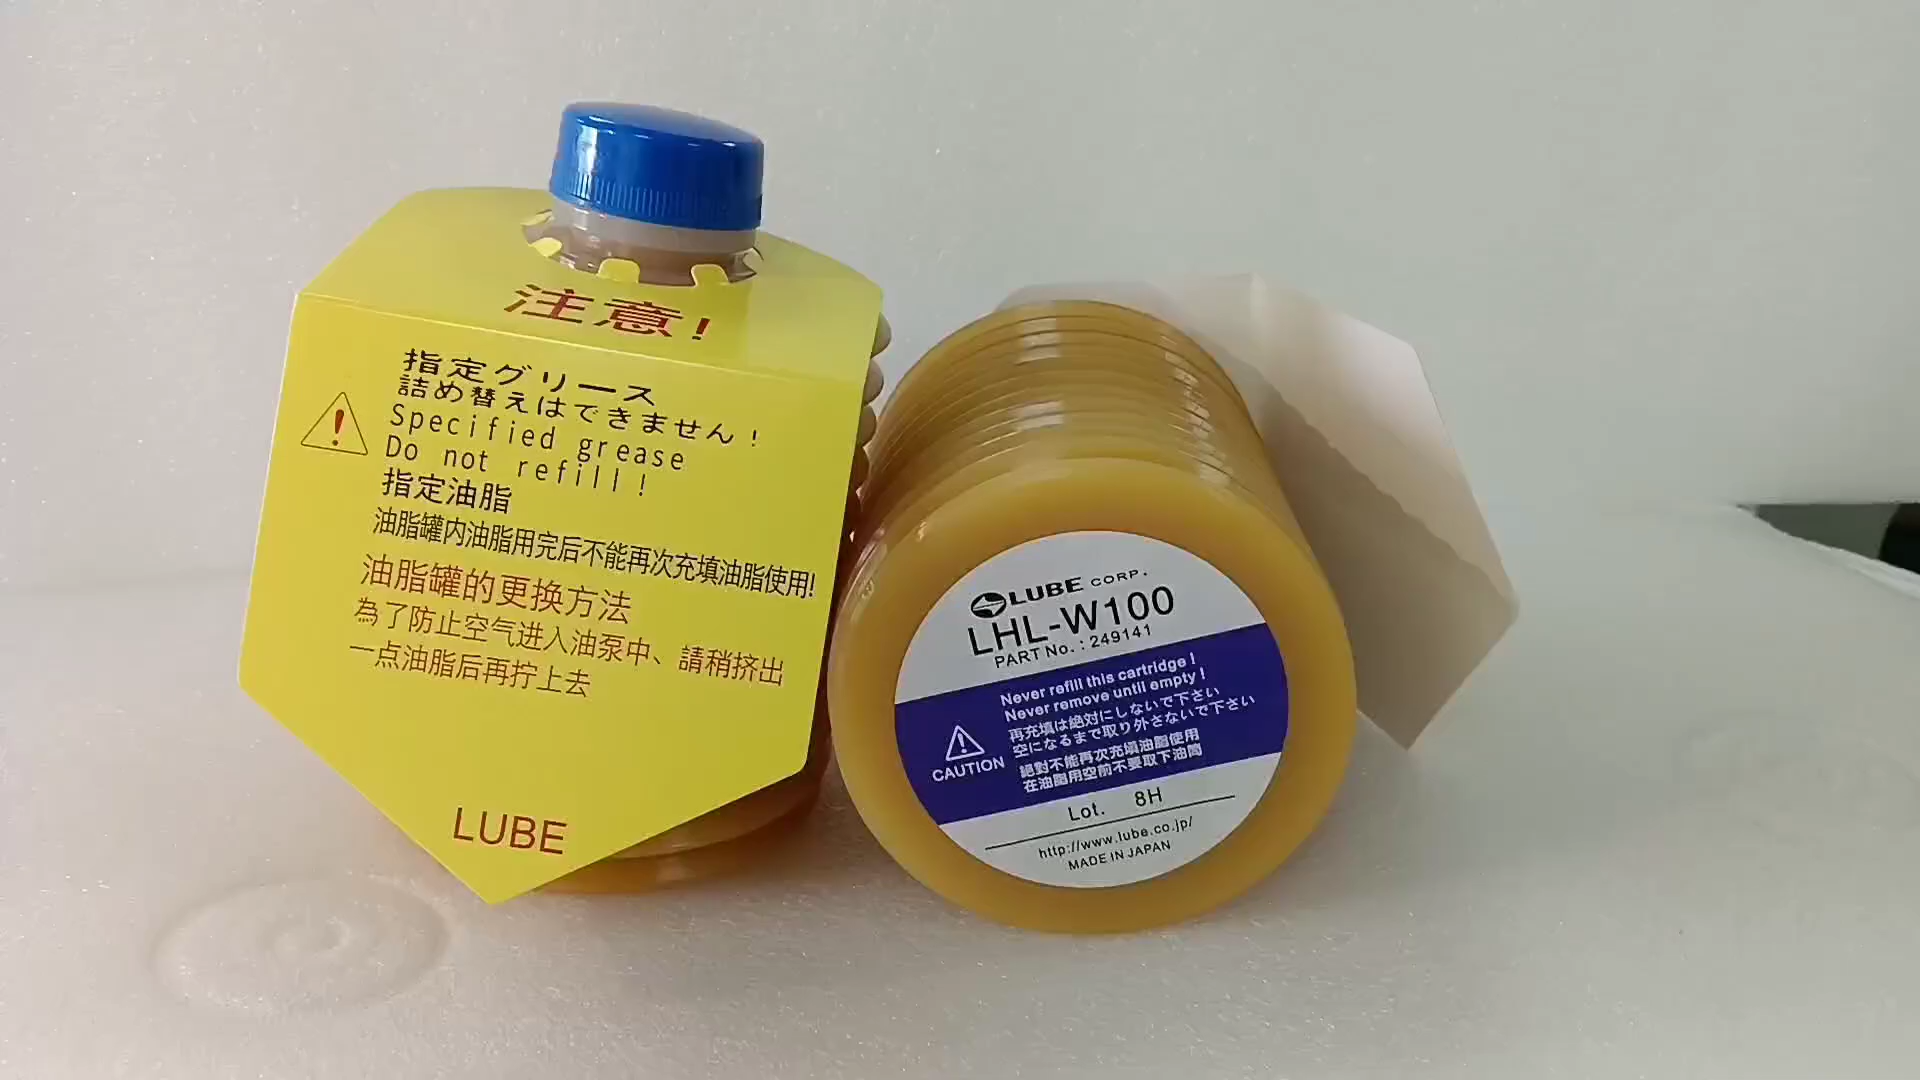 注意!
指定グリース
詰め替えはできません!
Specified grease
Do not refill!
指定油脂
油脂罐内油脂用完后不能再次充填油脂使用!
油脂罐的更换方法
為了防止空气进入油泵中、請稍挤出
一点油脂后再拧上去
LUBE
LUBE CORP.
LHL-W100
PART No. : 249141
Never refill this cartridge!
Never remove until empty!
再充填は絶対にしないで下さい
空になるまで取り外さないで下さい
絕對不能再次充填油脂使用
在油脂用空前不要取下油筒
CAUTION
Lot. 8H
http://www.lube.co.jp/
MADE IN JAPAN